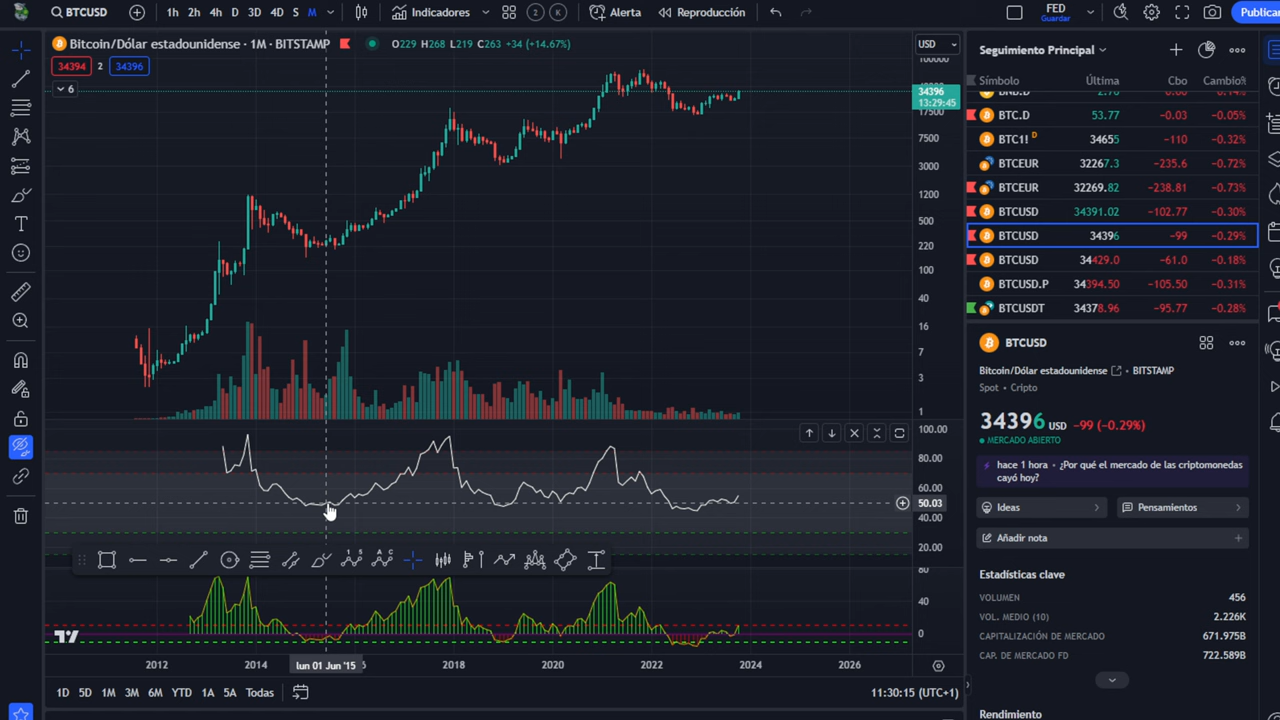 BTCUSD
1h 2h 4h D 3D 4D S M
Indicadores
2 K
Alerta
Reproducción
FED
Guardar
Publicar
Bitcoin/Dólar estadounidense · 1M · BITSTAMP
O229 H268 L219 C263 +34 (+14.67%)
34394 2 34396
6
USD
100000
34396
13:29:45
17500
7500
3000
1200
500
220
100
40
16
7
3
1
100.00
80.00
60.00
50.03
40.00
20.00
80
40
0
2012 2014 lun 01 Jun '15 2018 2020 2022 2024 2026
1D 5D 1M 3M 6M YTD 1A 5A Todas
11:30:15 (UTC+1)
Seguimiento Principal
Símbolo Última Cbo Cambio%
BTC.D 53.77 −0.03 −0.05%
BTC1! D 34655 −110 −0.32%
BTCEUR 32267.3 −235.6 −0.72%
BTCEUR 32269.82 −238.81 −0.73%
BTCUSD 34391.02 −102.77 −0.30%
BTCUSD 34396 −99 −0.29%
BTCUSD 34429.0 −61.0 −0.18%
BTCUSD.P 34394.50 −105.50 −0.31%
BTCUSDT 34378.96 −95.77 −0.28%
BTCUSD
Bitcoin/Dólar estadounidense • BITSTAMP
Spot • Cripto
34396 USD −99 (−0.29%)
MERCADO ABIERTO
hace 1 hora • ¿Por qué el mercado de las criptomonedas
cayó hoy?
Ideas
Pensamientos
Añadir nota
Estadísticas clave
VOLUMEN 456
VOL. MEDIO (10) 2.226K
CAPITALIZACIÓN DE MERCADO 671.975B
CAP. DE MERCADO FD 722.589B
Rendimiento